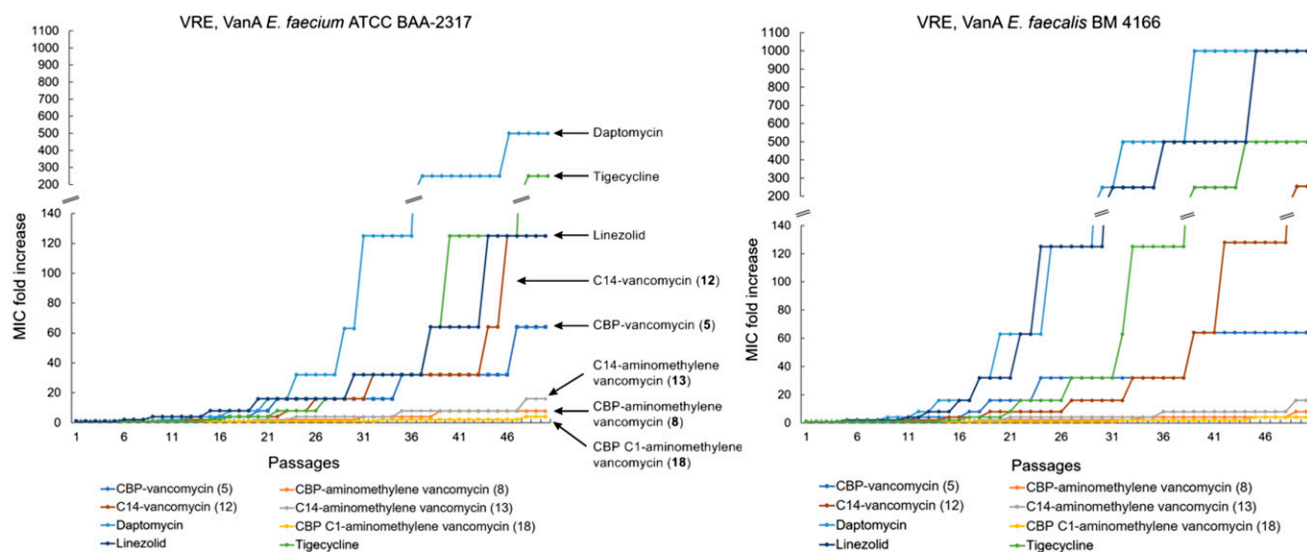 VRE, VanA E. faecium ATCC BAA-2317
1100
1000
900
800
700
600
500
400
300
200
140
120
100
80
60
40
20
0
MIC fold increase
1 6 11 16 21 26 31 36 41 46
Passages
Daptomycin
Tigecycline
Linezolid
C14-vancomycin (12)
CBP-vancomycin (5)
C14-aminomethylene
vancomycin (13)
CBP-aminomethylene
vancomycin (8)
CBP C1-aminomethylene
vancomycin (18)
CBP-vancomycin (5)
CBP-aminomethylene vancomycin (8)
C14-vancomycin (12)
C14-aminomethylene vancomycin (13)
Daptomycin
CBP C1-aminomethylene vancomycin (18)
Linezolid
Tigecycline
VRE, VanA E. faecalis BM 4166
1100
1000
900
800
700
600
500
400
300
200
140
120
100
80
60
40
20
0
MIC fold increase
1 6 11 16 21 26 31 36 41 46
Passages
CBP-vancomycin (5)
CBP-aminomethylene vancomycin (8)
C14-vancomycin (12)
C14-aminomethylene vancomycin (13)
Daptomycin
CBP C1-aminomethylene vancomycin (18)
Linezolid
Tigecycline